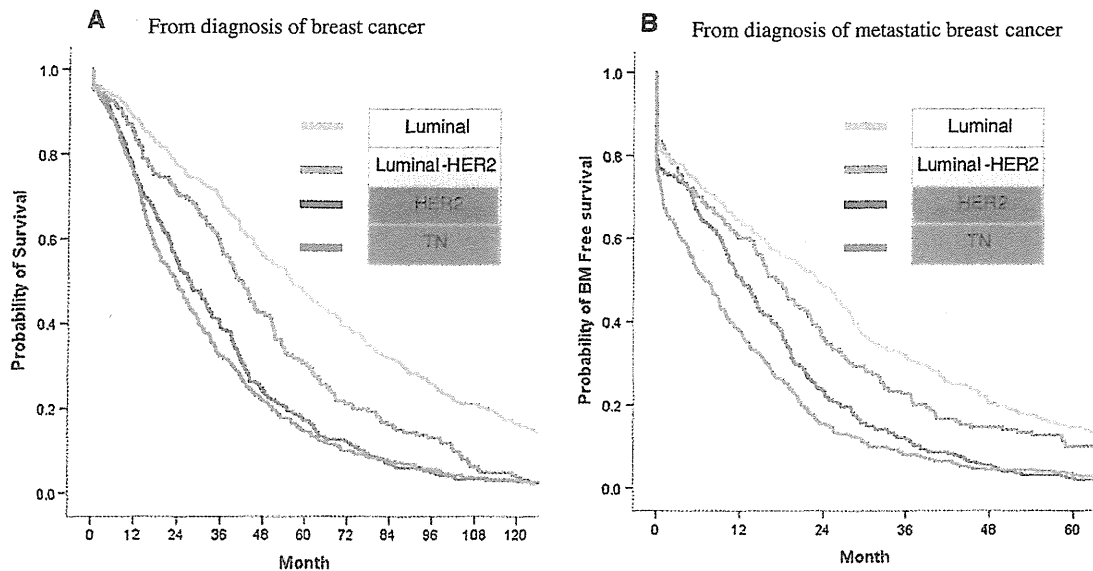 A From diagnosis of breast cancer
Probability of Survival
1.0
0.8
0.6
0.4
0.2
0.0
Luminal
Luminal-HER2
HER2
TN
0 12 24 36 48 60 72 84 96 108 120
Month
B From diagnosis of metastatic breast cancer
Probability of BM Free survival
1.0
0.8
0.6
0.4
0.2
0.0
Luminal
Luminal-HER2
HER2
TN
0 12 24 36 48 60
Month